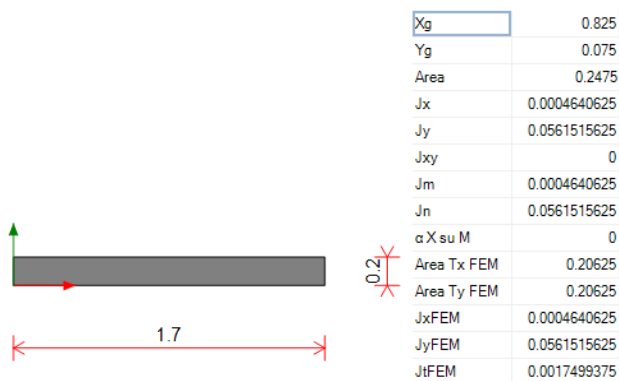 Xg 0.825
Yg 0.075
Area 0.2475
Jx 0.0004640625
Jy 0.0561515625
Jxy 0
Jm 0.0004640625
Jn 0.0561515625
α X su M 0
Area Tx FEM 0.20625
Area Ty FEM 0.20625
JxFEM 0.0004640625
JyFEM 0.0561515625
JtFEM 0.0017499375
0.2
1.7